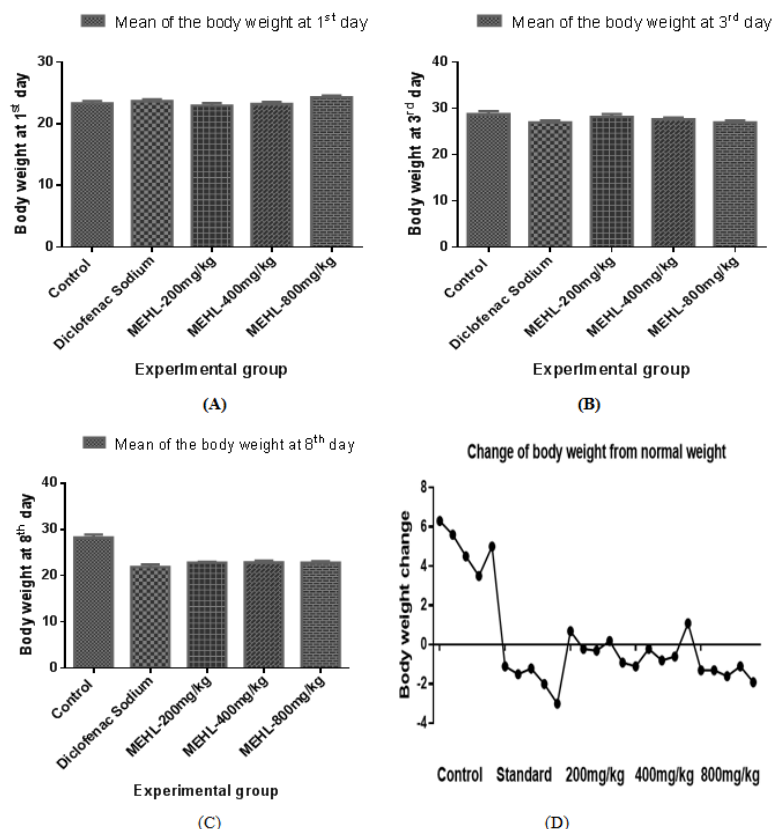 Mean of the body weight at 1st day
Body weight at 1st day
30
20
10
0
Control
Diclofenac Sodium
MEHL-200mg/kg
MEHL-400mg/kg
MEHL-800mg/kg
Experimental group
(A)
Mean of the body weight at 3rd day
Body weight at 3rd day
40
30
20
10
0
Control
Diclofenac Sodium
MEHL-200mg/kg
MEHL-400mg/kg
MEHL-800mg/kg
Experimental group
(B)
Mean of the body weight at 8th day
Body weight at 8th day
40
30
20
10
0
Control
Diclofenac Sodium
MEHL-200mg/kg
MEHL-400mg/kg
MEHL-800mg/kg
Experimental group
(C)
Change of body weight from normal weight
Body weight change
8
6
4
2
0
-2
-4
Control Standard 200mg/kg 400mg/kg 800mg/kg
(D)